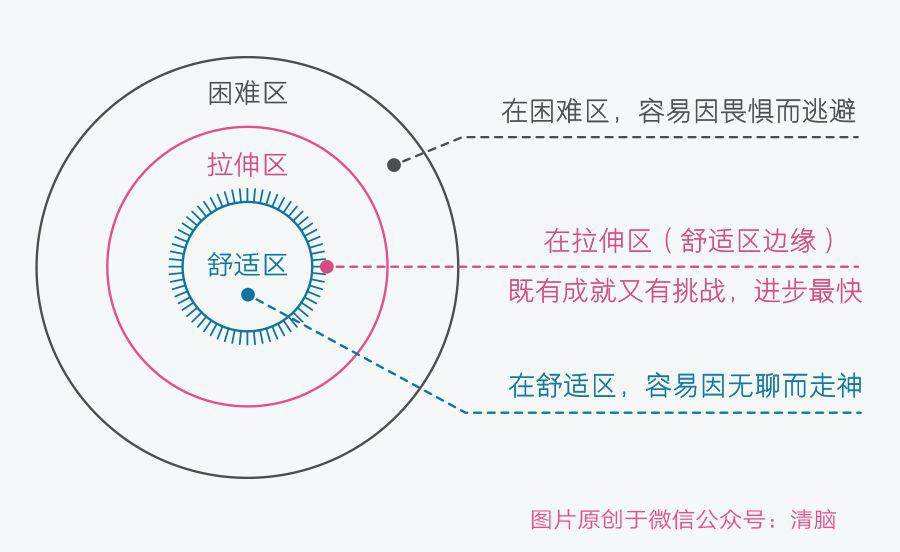 困难区
在困难区，容易因畏惧而逃避
拉伸区
在拉伸区（舒适区边缘）
舒适区
既有成就又有挑战，进步最快
在舒适区，容易因无聊而走神
图片原创于微信公众号：清脑